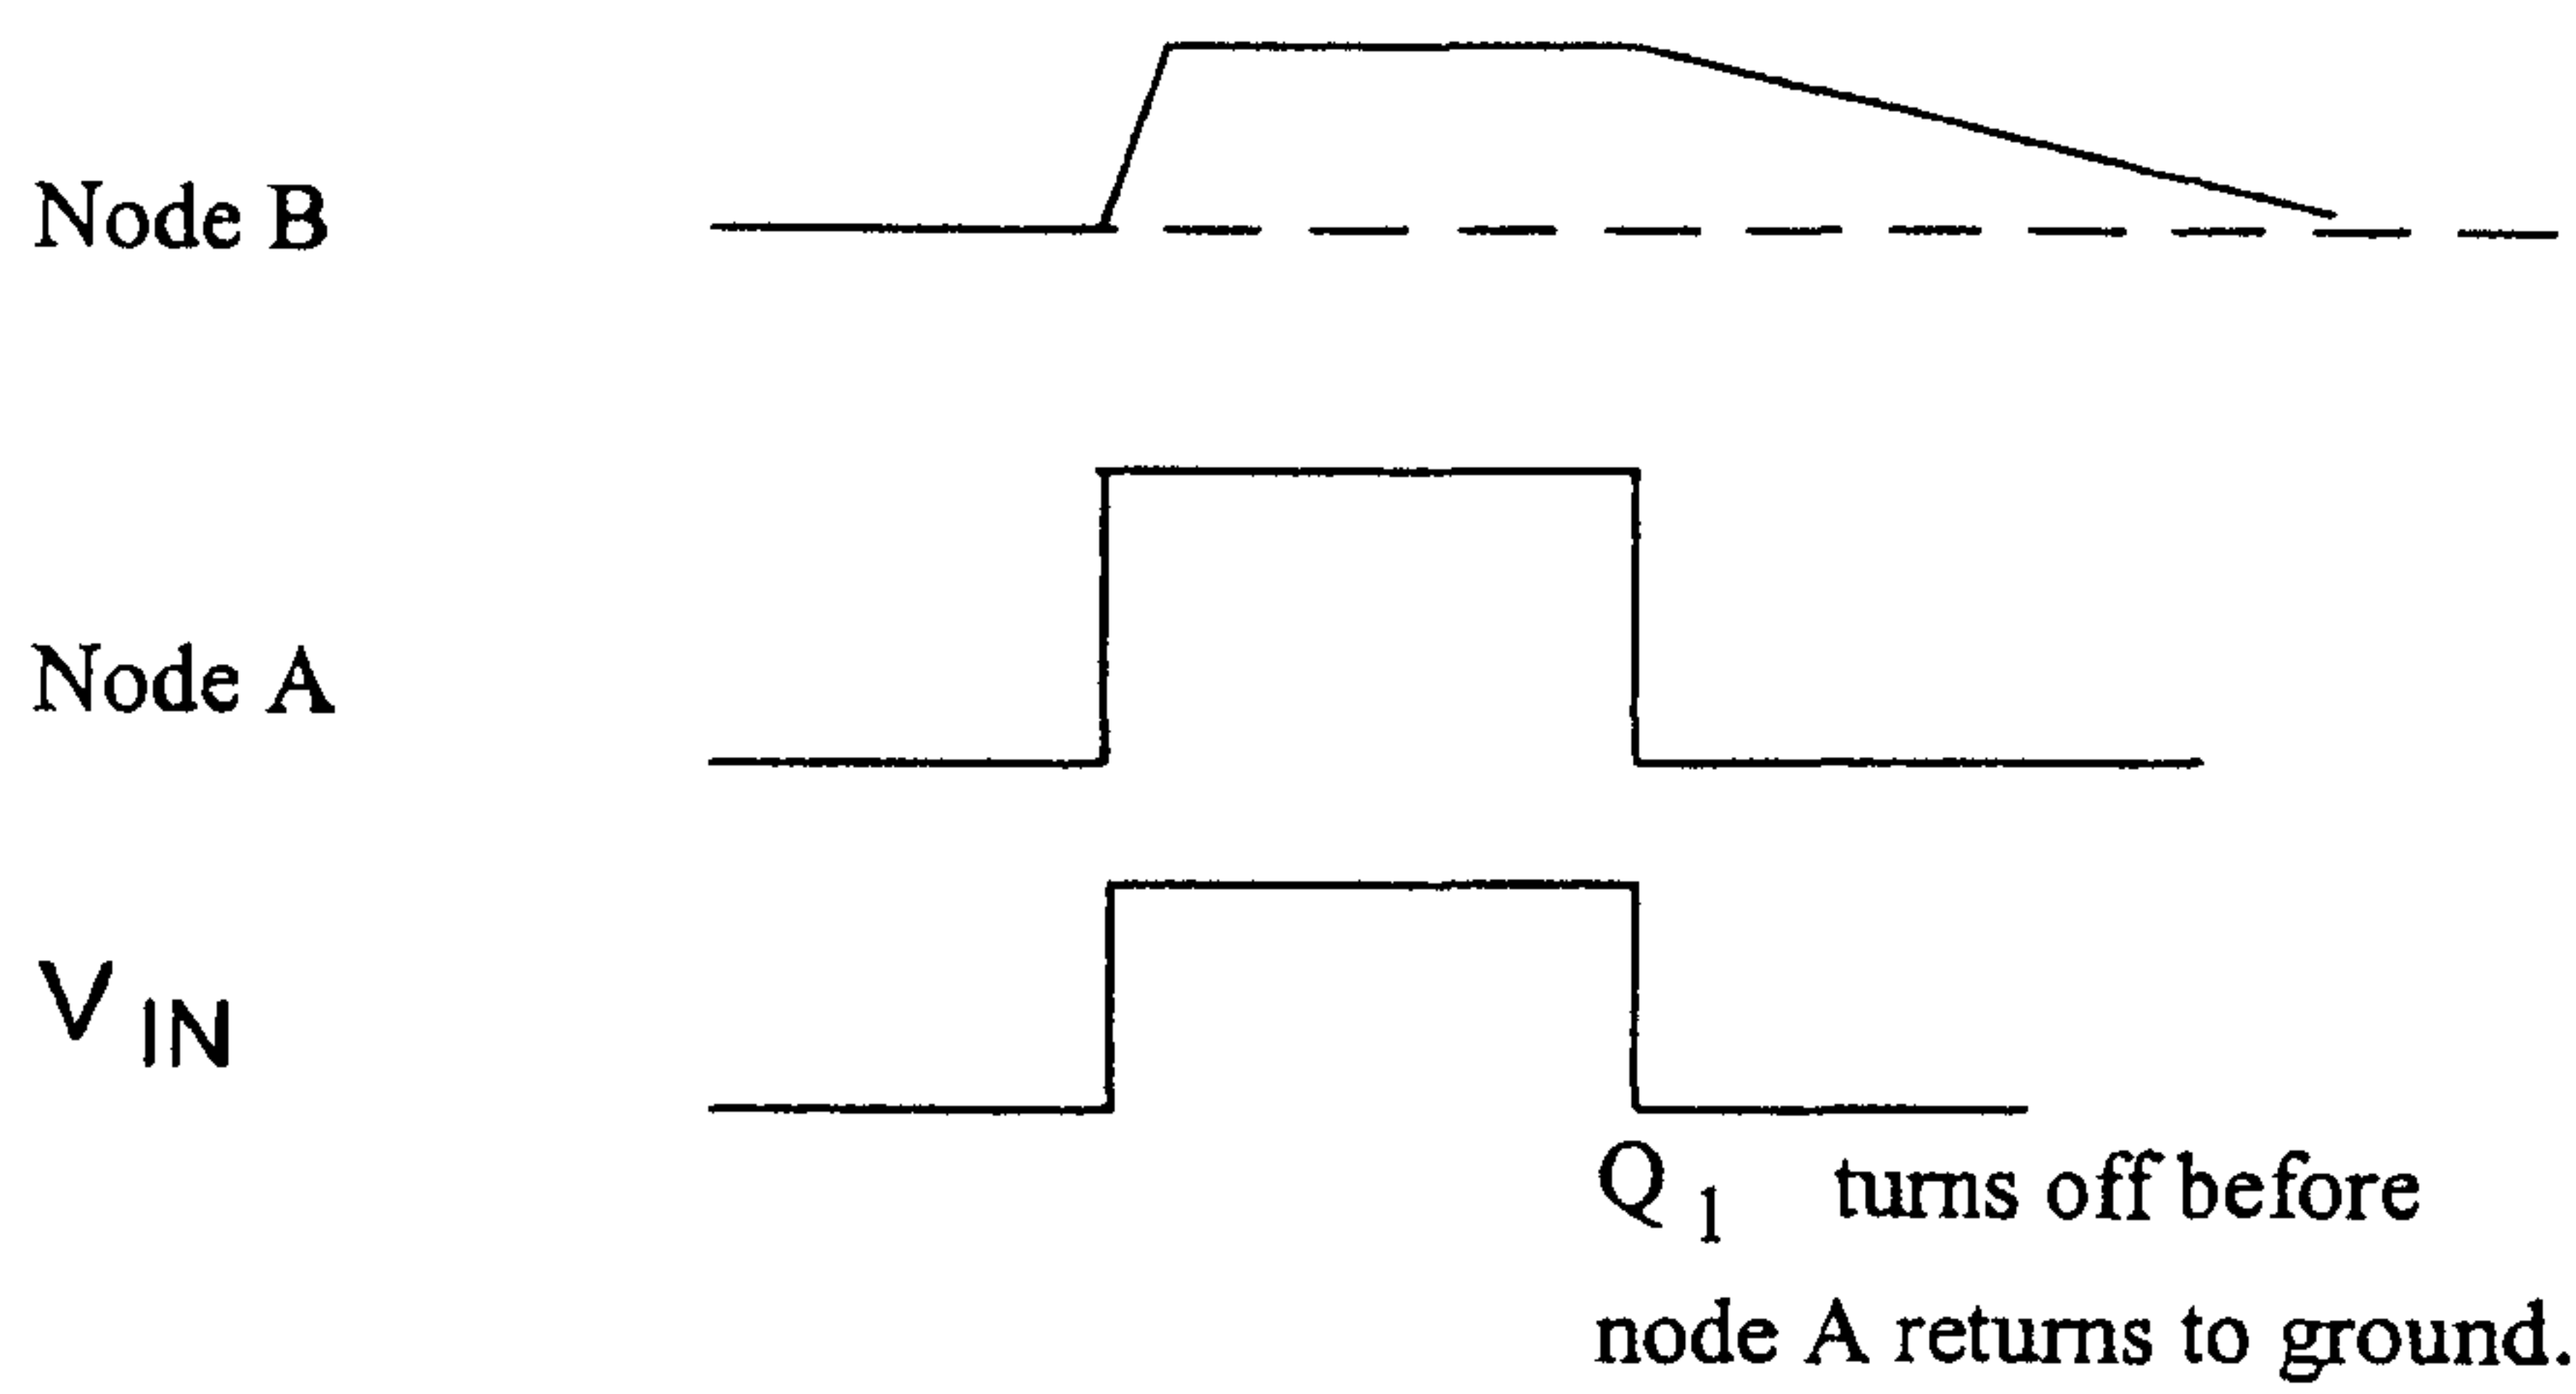 Node B
Node A
V IN
Q 1 turns off before
node A returns to ground.